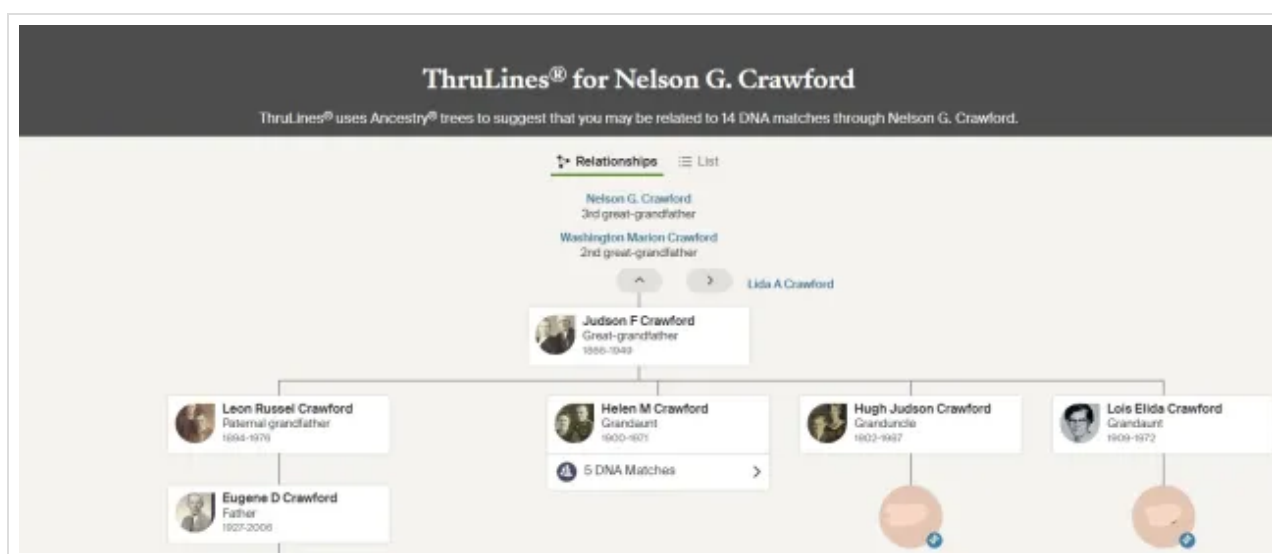 ThruLines® for Nelson G. Crawford
ThruLines® uses Ancestry® trees to suggest that you may be related to 14 DNA matches through Nelson G. Crawford.
Relationships List
Nelson G. Crawford
3rd great-grandfather
Washington Marion Crawford
2nd great-grandfather
Lida A Crawford
Judson F Crawford
Great-grandfather
Leon Russel Crawford
Paternal grandfather
1894-1976
Helen M Crawford
Grandaunt
1900-1971
5 DNA Matches
Hugh Judson Crawford
Granduncle
Lois Elida Crawford
Grandaunt
1909-1972
Eugene D Crawford
Father